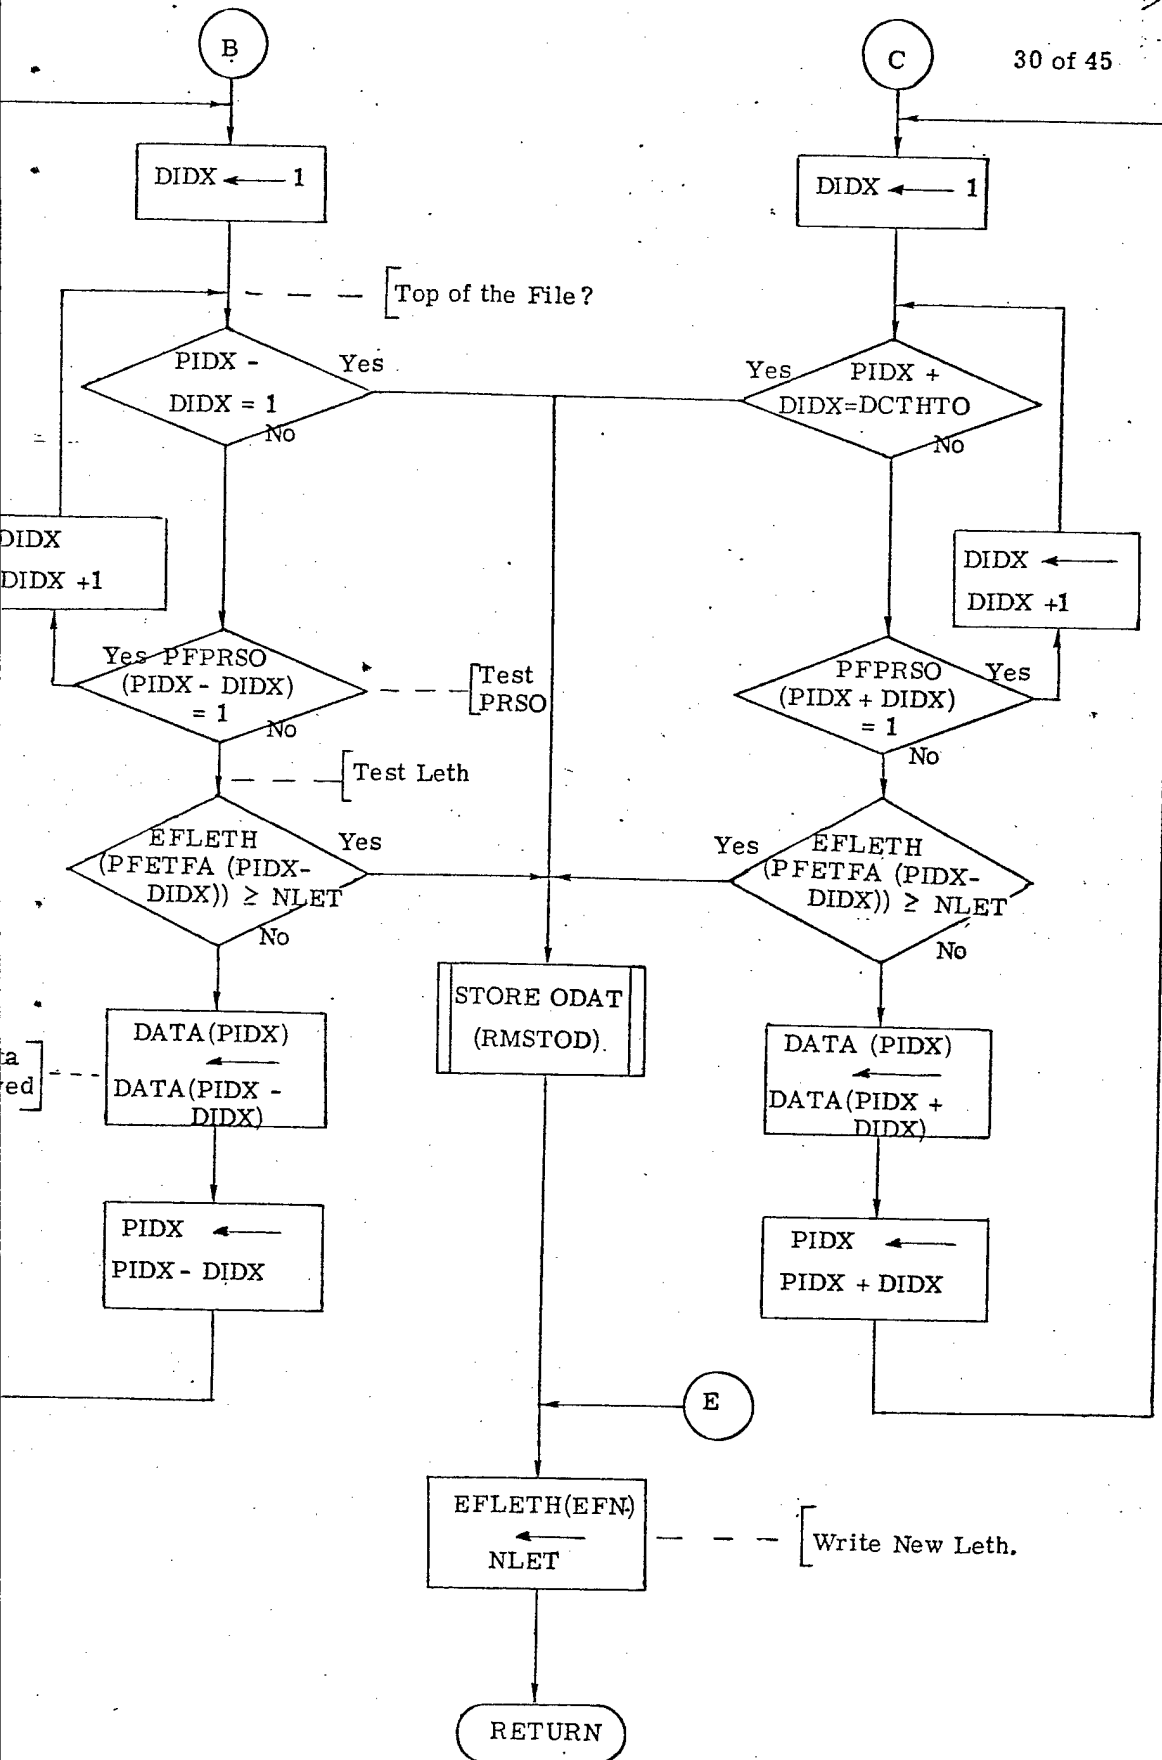 B
C
30 of 45
DIDX ← 1
DIDX ← 1
[Top of the File?
PIDX -
DIDX = 1
Yes
No
Yes
PIDX +
DIDX=DCTHTO
No
DIDX
DIDX +1
DIDX ←
DIDX +1
Yes PFPRSO
(PIDX - DIDX)
= 1
No
[Test
PRSO
PFPRSO
(PIDX + DIDX)
= 1
Yes
No
[Test Leth
EFLETH
(PFETFA (PIDX-
DIDX)) ≥ NLET
Yes
No
Yes
EFLETH
(PFETFA (PIDX-
DIDX)) ≥ NLET
No
STORE ODAT
(RMSTOD)
DATA(PIDX)
←
DATA(PIDX -
DIDX)
DATA (PIDX)
←
DATA(PIDX +
DIDX)
PIDX ←
PIDX - DIDX
PIDX ←
PIDX + DIDX
E
EFLETH(EFN)
←
NLET
[Write New Leth.
RETURN